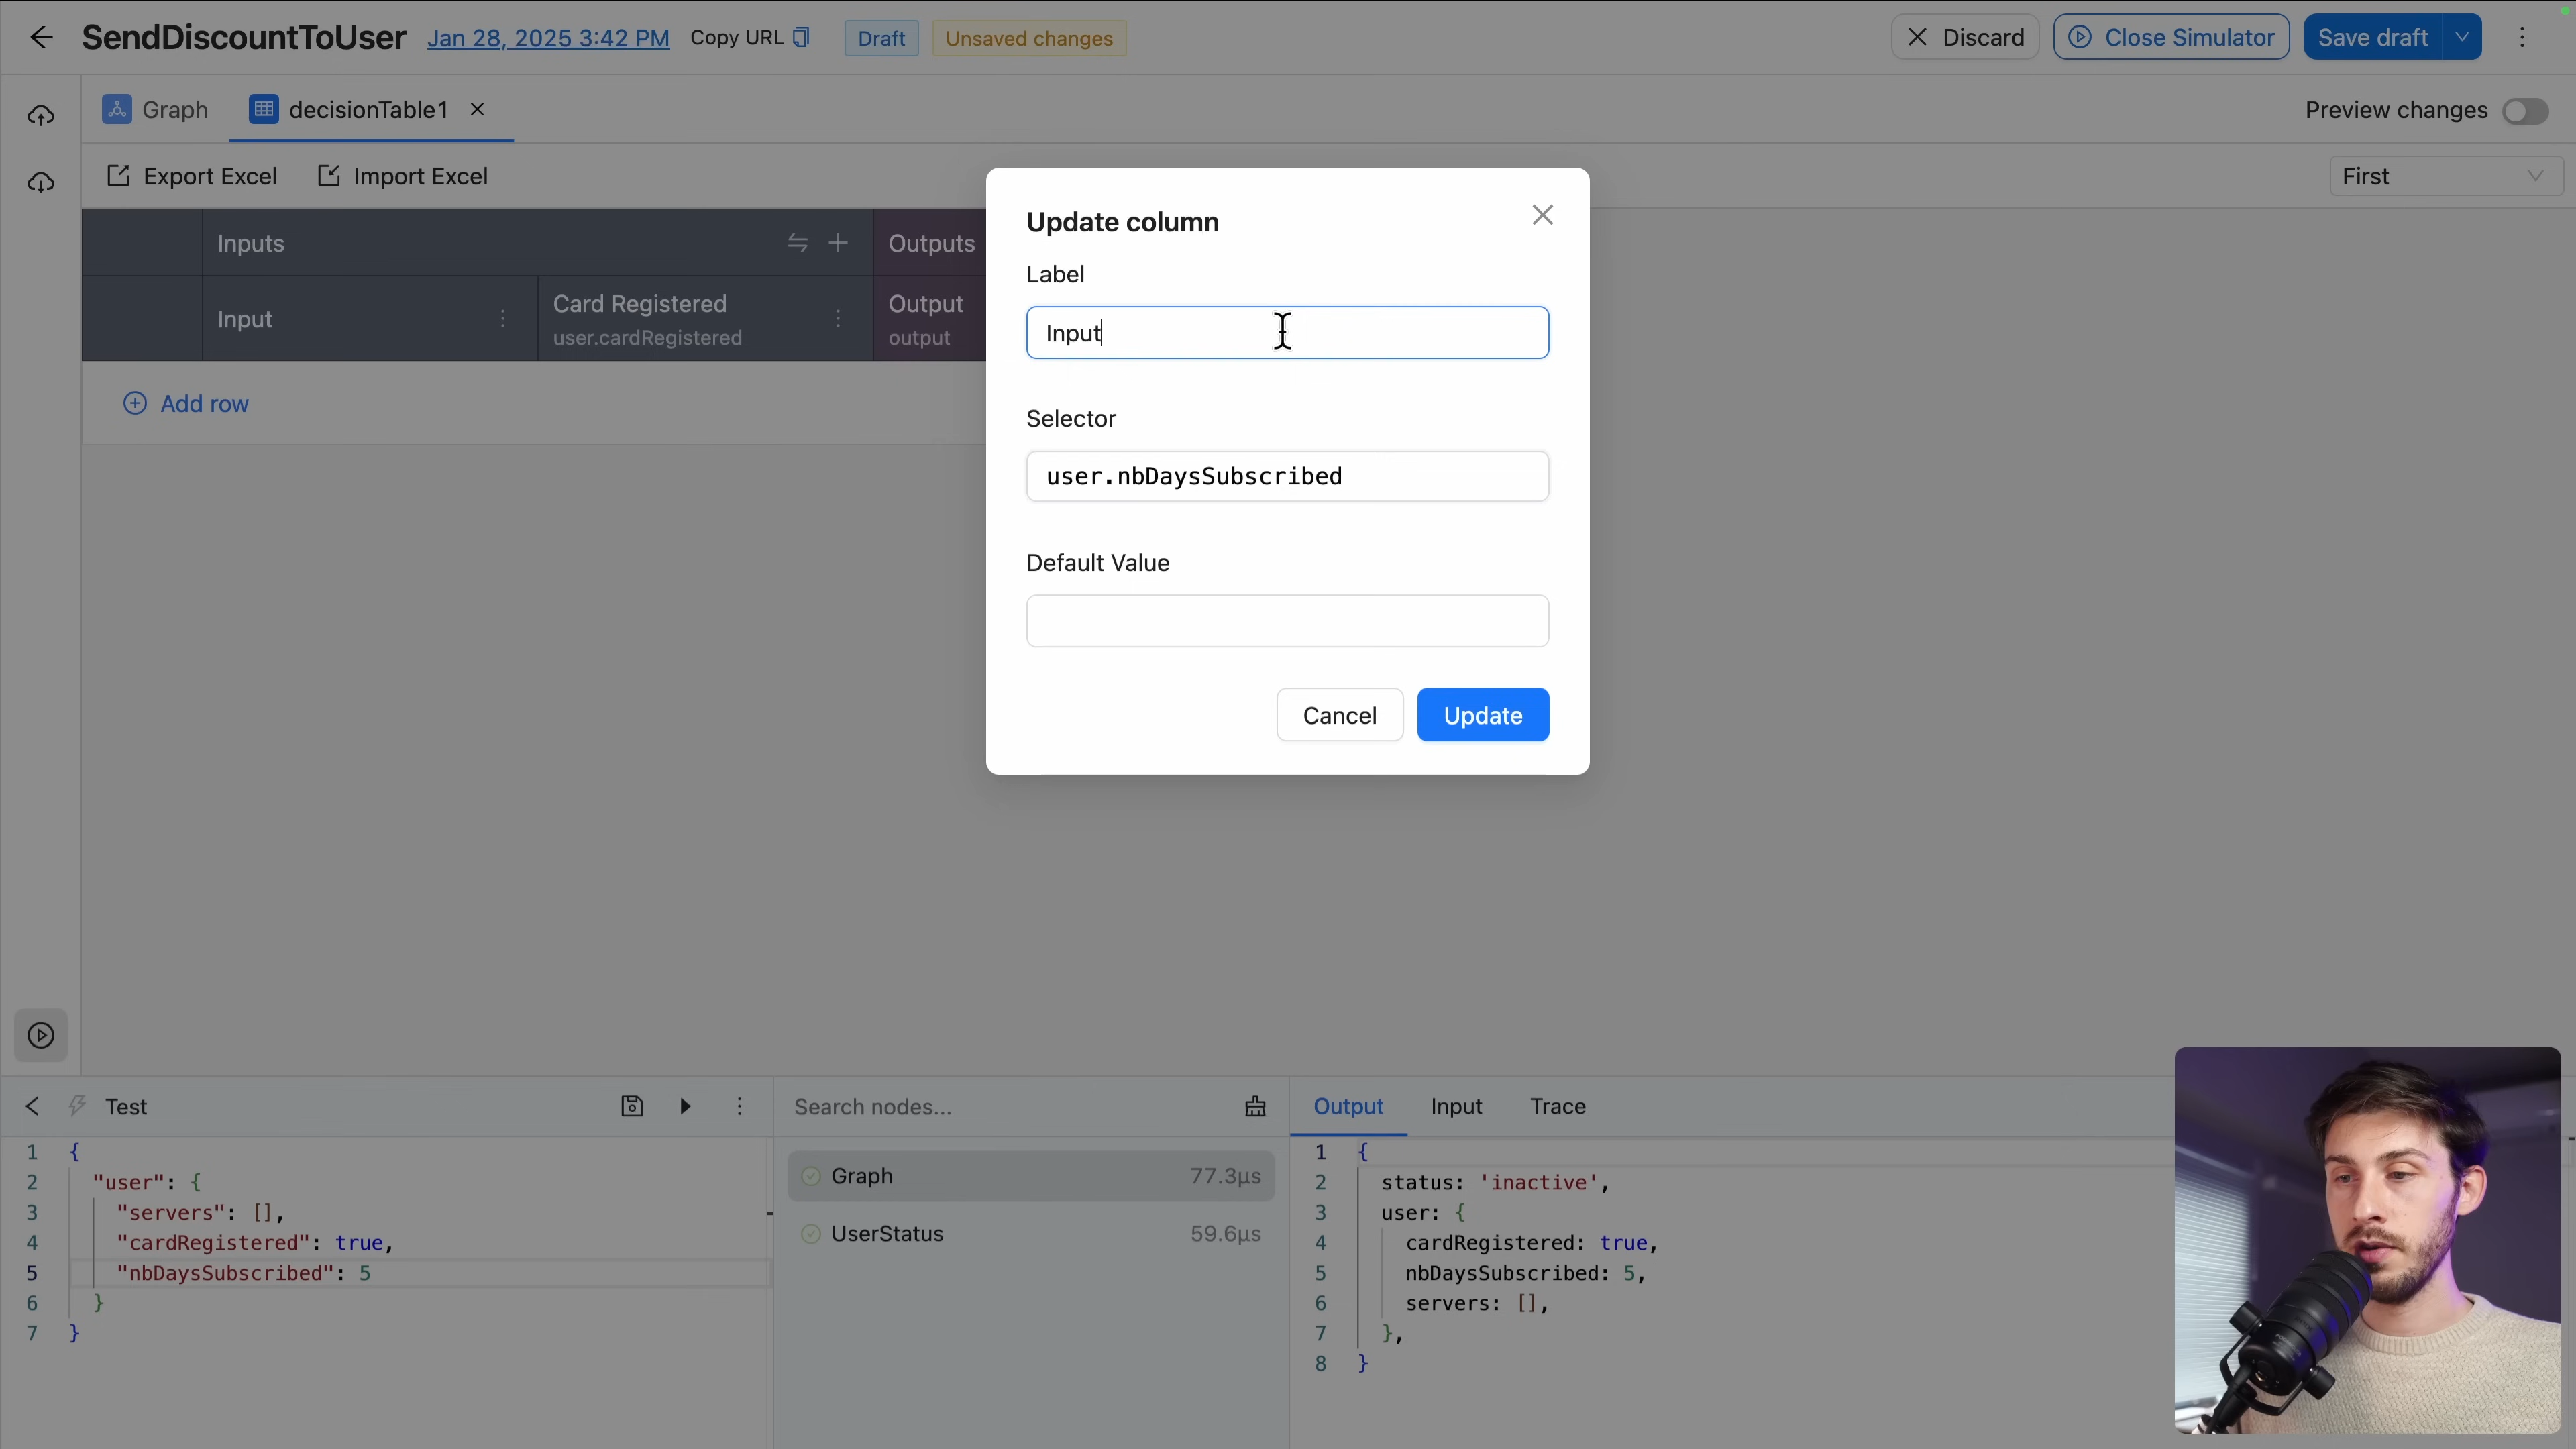 SendDiscountToUser Jan 28, 2025 3:42 PM Copy URL Draft Unsaved changes Discard Close Simulator Save draft
Graph decisionTable1 Preview changes
Export Excel Import Excel First
Inputs Outputs
Input Card Registered Output
user.cardRegistered output
Add row
Update column
Label
Input
Selector
user.nbDaysSubscribed
Default Value
Cancel Update
Test
1 {
2 "user": {
3 "servers": [],
4 "cardRegistered": true,
5 "nbDaysSubscribed": 5
6 }
7 }
Search nodes...
Graph 77.3µs
UserStatus 59.6µs
Output Input Trace
1 {
2 status: 'inactive',
3 user: {
4 cardRegistered: true,
5 nbDaysSubscribed: 5,
6 servers: [],
7 },
8 }